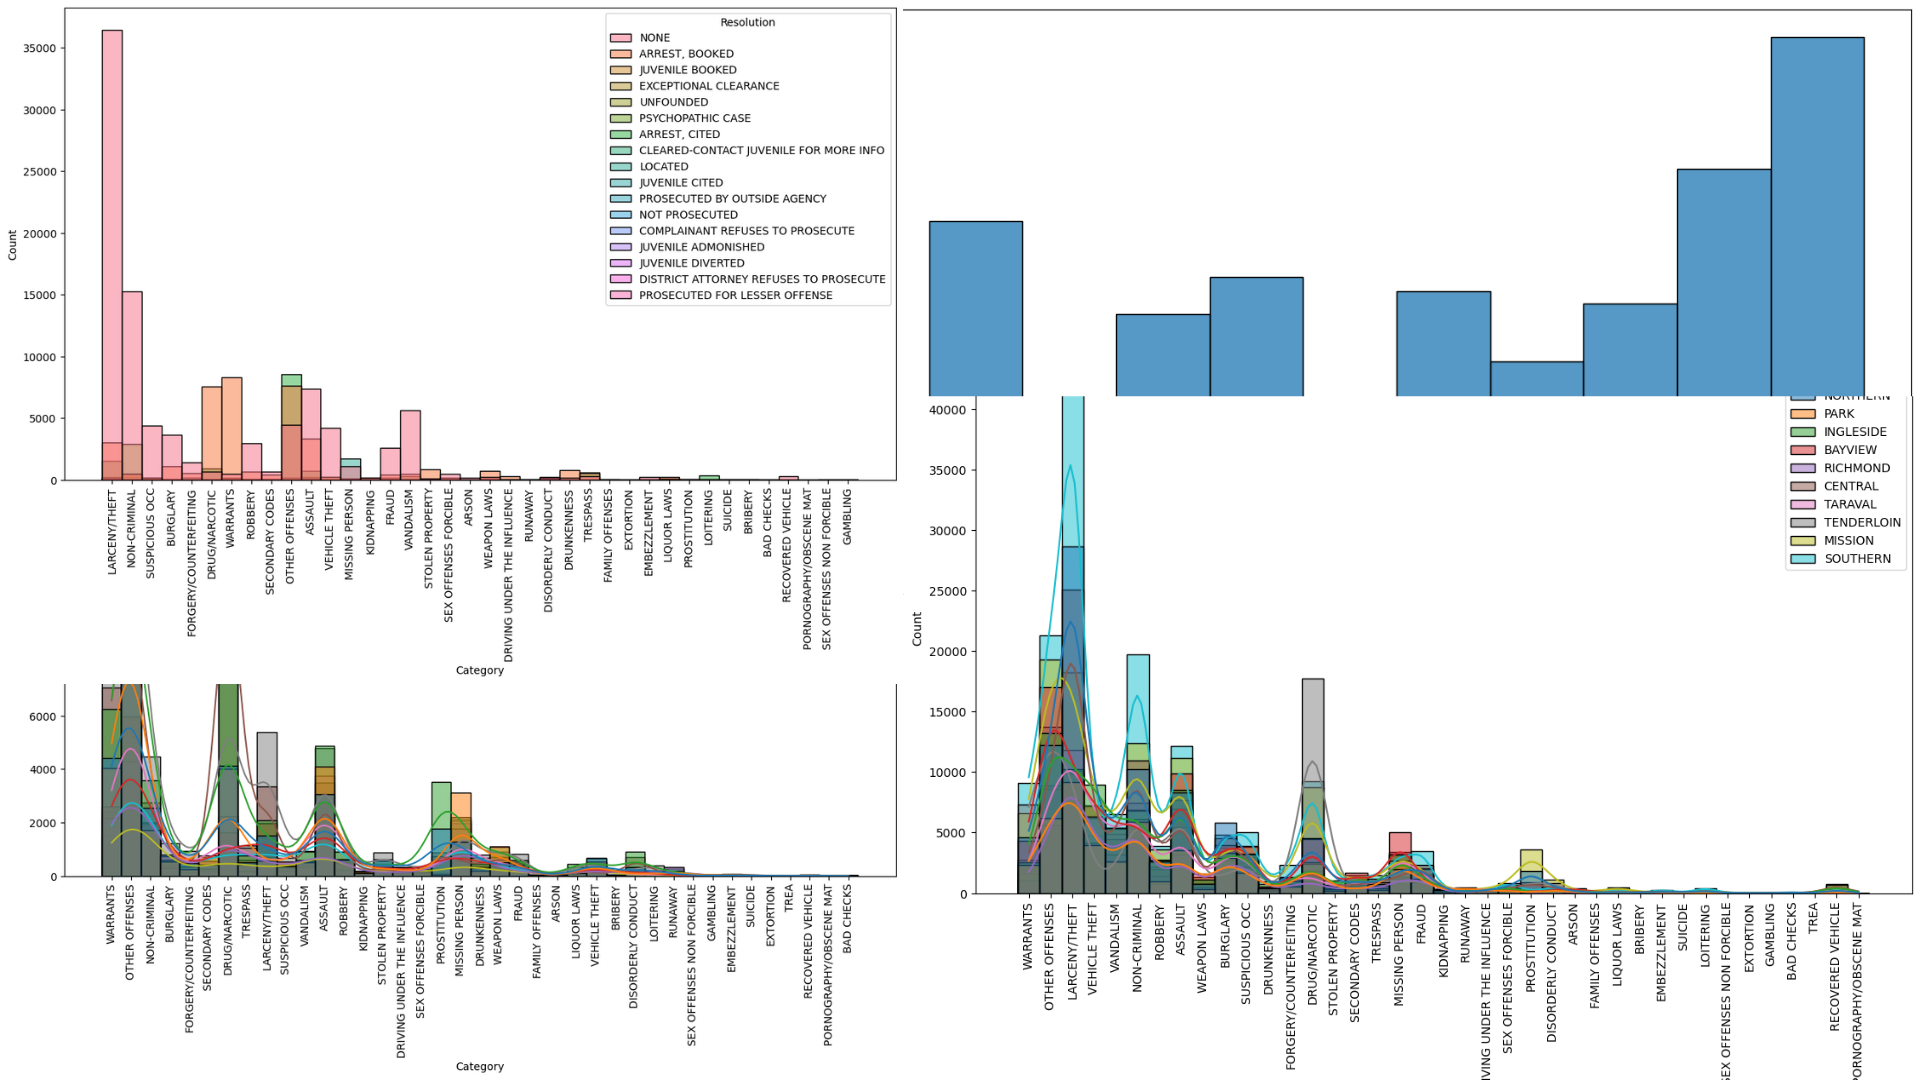 Resolution
NONE
ARREST, BOOKED
JUVENILE BOOKED
EXCEPTIONAL CLEARANCE
UNFOUNDED
PSYCHOPATHIC CASE
ARREST, CITED
CLEARED-CONTACT JUVENILE FOR MORE INFO
LOCATED
JUVENILE CITED
PROSECUTED BY OUTSIDE AGENCY
NOT PROSECUTED
COMPLAINANT REFUSES TO PROSECUTE
JUVENILE ADMONISHED
JUVENILE DIVERTED
DISTRICT ATTORNEY REFUSES TO PROSECUTE
PROSECUTED FOR LESSER OFFENSE
35000
30000
25000
20000
15000
10000
5000
0
Count
LARCENY/THEFT
NON-CRIMINAL
SUSPICIOUS OCC
BURGLARY
FORGERY/COUNTERFEITING
DRUG/NARCOTIC
WARRANTS
ROBBERY
SECONDARY CODES
OTHER OFFENSES
ASSAULT
VEHICLE THEFT
MISSING PERSON
KIDNAPPING
FRAUD
VANDALISM
STOLEN PROPERTY
SEX OFFENSES FORCIBLE
ARSON
WEAPON LAWS
DRIVING UNDER THE INFLUENCE
RUNAWAY
DISORDERLY CONDUCT
DRUNKENNESS
TRESPASS
FAMILY OFFENSES
EXTORTION
EMBEZZLEMENT
LIQUOR LAWS
PROSTITUTION
LOITERING
SUICIDE
BRIBERY
BAD CHECKS
RECOVERED VEHICLE
PORNOGRAPHY/OBSCENE MAT
SEX OFFENSES NON FORCIBLE
GAMBLING
Category
6000
4000
2000
0
WARRANTS
OTHER OFFENSES
NON-CRIMINAL
BURGLARY
FORGERY/COUNTERFEITING
SECONDARY CODES
DRUG/NARCOTIC
TRESPASS
LARCENY/THEFT
SUSPICIOUS OCC
VANDALISM
ASSAULT
ROBBERY
KIDNAPPING
STOLEN PROPERTY
DRIVING UNDER THE INFLUENCE
SEX OFFENSES FORCIBLE
PROSTITUTION
MISSING PERSON
DRUNKENNESS
WEAPON LAWS
FRAUD
FAMILY OFFENSES
ARSON
LIQUOR LAWS
VEHICLE THEFT
BRIBERY
DISORDERLY CONDUCT
LOITERING
RUNAWAY
GAMBLING
SEX OFFENSES NON FORCIBLE
EMBEZZLEMENT
SUICIDE
EXTORTION
TREA
RECOVERED VEHICLE
PORNOGRAPHY/OBSCENE MAT
BAD CHECKS
Category
NORTHERN
PARK
INGLESIDE
BAYVIEW
RICHMOND
CENTRAL
TARAVAL
TENDERLOIN
MISSION
SOUTHERN
40000
35000
30000
25000
20000
15000
10000
5000
0
Count
WARRANTS
OTHER OFFENSES
LARCENY/THEFT
VEHICLE THEFT
VANDALISM
NON-CRIMINAL
ROBBERY
ASSAULT
WEAPON LAWS
BURGLARY
SUSPICIOUS OCC
DRUNKENNESS
FORGERY/COUNTERFEITING
DRUG/NARCOTIC
STOLEN PROPERTY
SECONDARY CODES
TRESPASS
MISSING PERSON
FRAUD
KIDNAPPING
RUNAWAY
IVING UNDER THE INFLUENCE
SEX OFFENSES FORCIBLE
PROSTITUTION
DISORDERLY CONDUCT
ARSON
FAMILY OFFENSES
LIQUOR LAWS
BRIBERY
EMBEZZLEMENT
SUICIDE
LOITERING
SEX OFFENSES NON FORCIBLE
EXTORTION
GAMBLING
BAD CHECKS
TREA
RECOVERED VEHICLE
ORNOGRAPHY/OBSCENE MAT